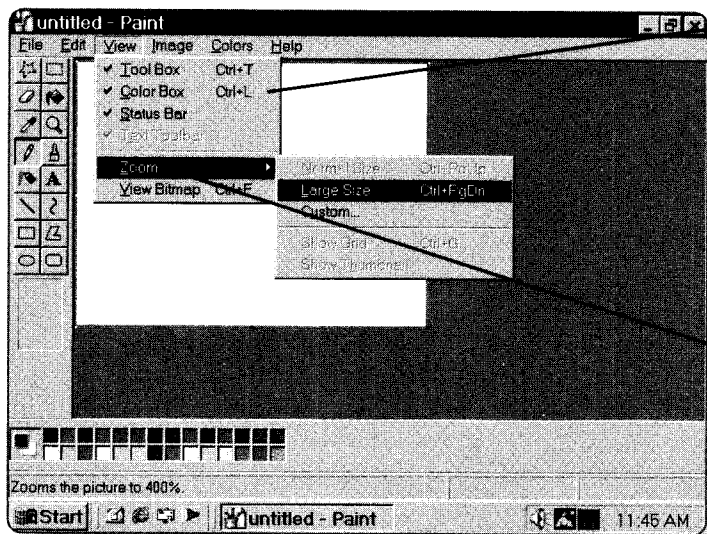 untitled - Paint
File Edit View Image Colors Help
Tool Box Ctrl+T
Color Box Ctrl+L
Status Bar
Text Toolbar
Zoom
View Bitmap Ctrl+F
Normal Size Ctrl+PgUp
Large Size Ctrl+PgDn
Custom...
Show Grid Ctrl+G
Show Thumbnail
Zooms the picture to 400%.
Start untitled - Paint 11:45 AM